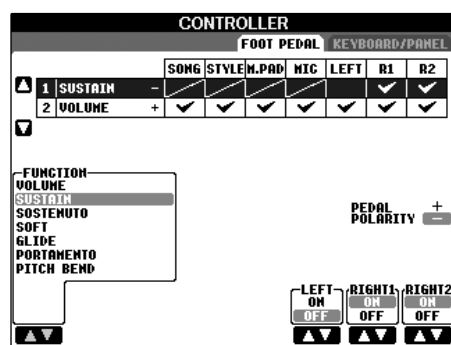 CONTROLLER
FOOT PEDAL KEYBOARD/PANEL
SONG STYLE M.PAD MIC LEFT R1 R2
1 SUSTAIN −
2 VOLUME +
FUNCTION
VOLUME
SUSTAIN
SOSTENUTO
SOFT
GLIDE
PORTAMENTO
PITCH BEND
PEDAL +
POLARITY −
LEFT RIGHT1 RIGHT2
ON ON ON
OFF OFF OFF